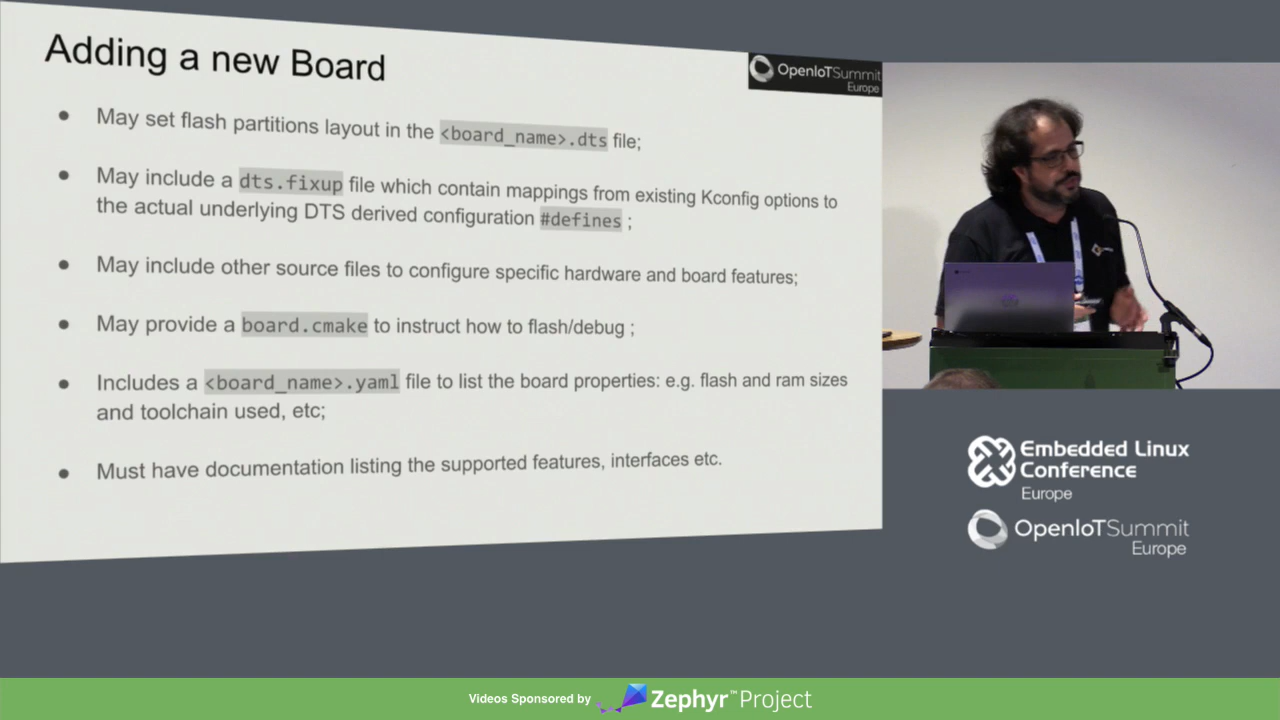 Adding a new Board
OpenIoTSummit
Europe
● May set flash partitions layout in the <board_name>.dts file;
● May include a dts.fixup file which contain mappings from existing Kconfig options to
the actual underlying DTS derived configuration #defines ;
● May include other source files to configure specific hardware and board features;
● May provide a board.cmake to instruct how to flash/debug ;
● Includes a <board_name>.yaml file to list the board properties: e.g. flash and ram sizes
and toolchain used, etc;
● Must have documentation listing the supported features, interfaces etc.
Embedded Linux
Conference
Europe
OpenIoTSummit
Europe
Videos Sponsored by Zephyr™Project